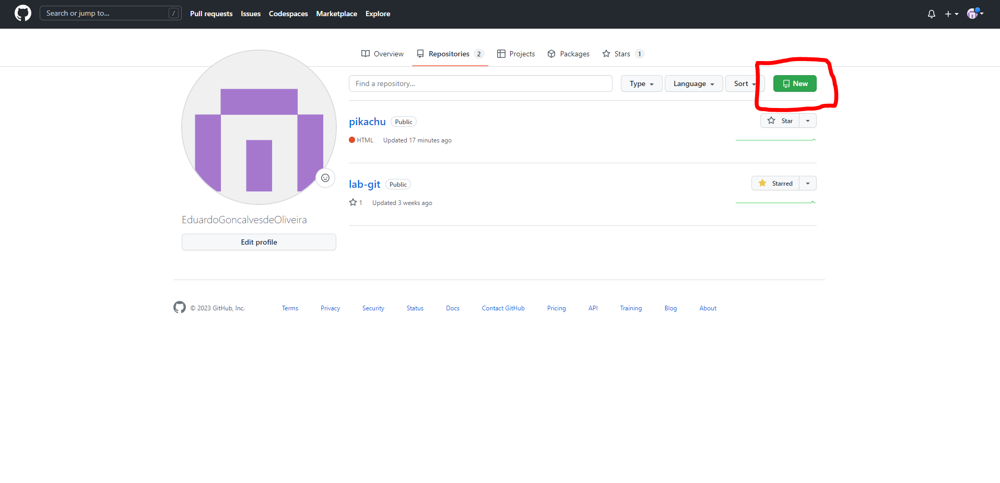 Search or jump to... / Pull requests Issues Codespaces Marketplace Explore
Overview Repositories 2 Projects Packages Stars 1
Find a repository... Type Language Sort New
pikachu Public Star
HTML Updated 17 minutes ago
lab-git Public Starred
1 Updated 3 weeks ago
EduardoGoncalvesdeOliveira
Edit profile
© 2023 GitHub, Inc. Terms Privacy Security Status Docs Contact GitHub Pricing API Training Blog About